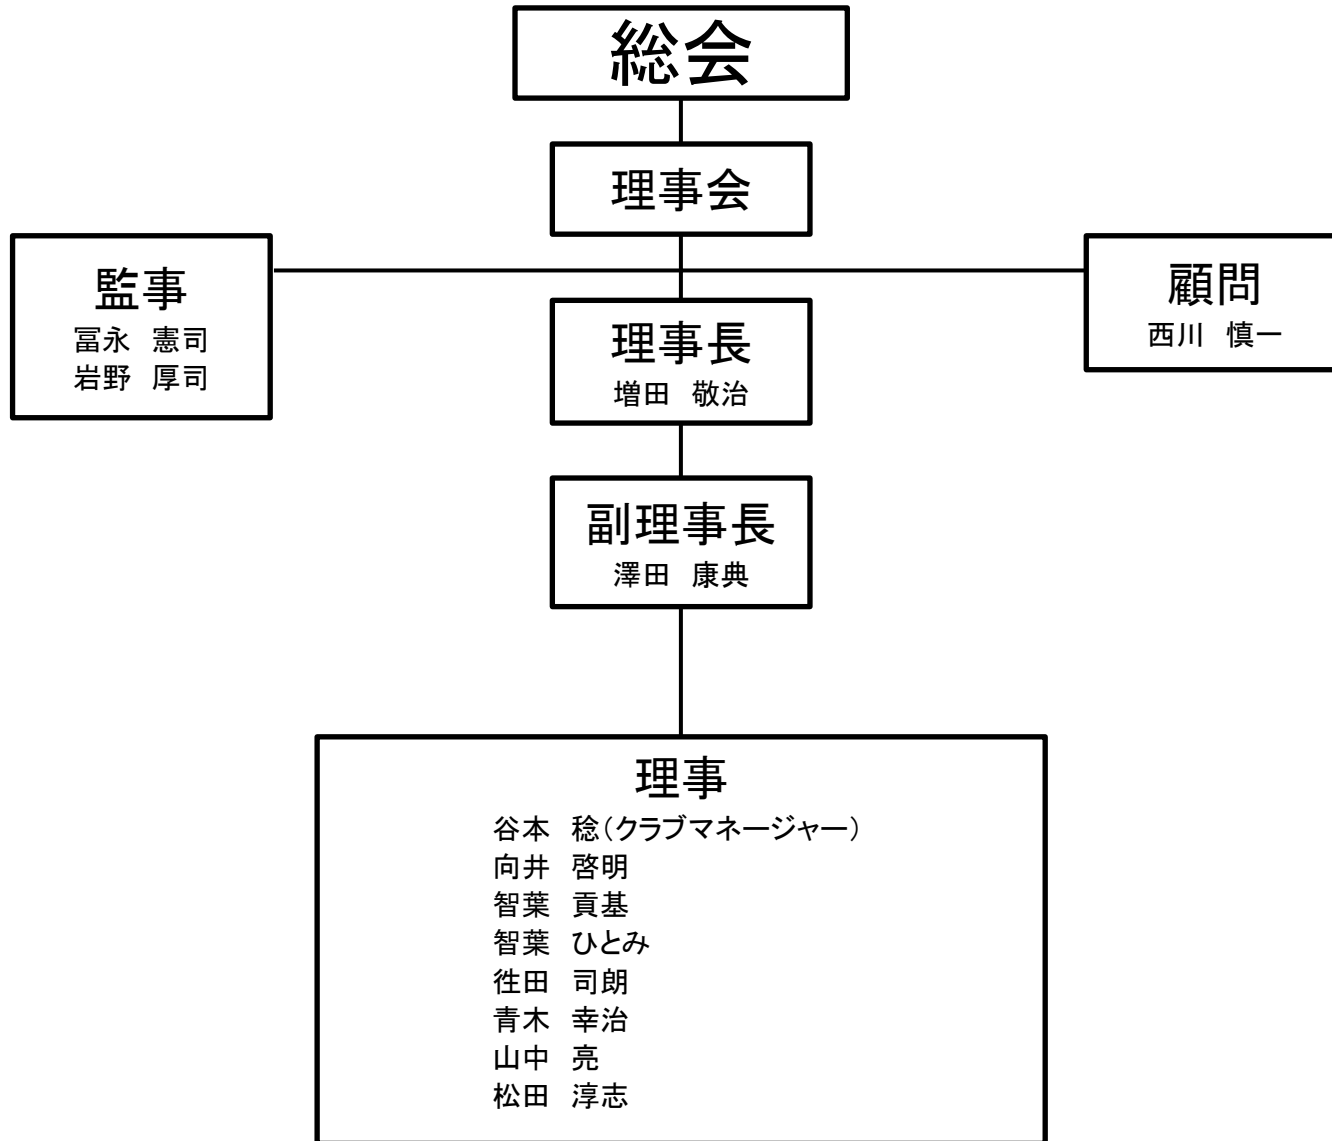 総会
理事会
監事
冨永　憲司
岩野　厚司
顧問
西川　慎一
理事長
増田　敬治
副理事長
澤田　康典
理事
谷本　稔（クラブマネージャー）
向井　啓明
智葉　貢基
智葉　ひとみ
徃田　司朗
青木　幸治
山中　亮
松田　淳志